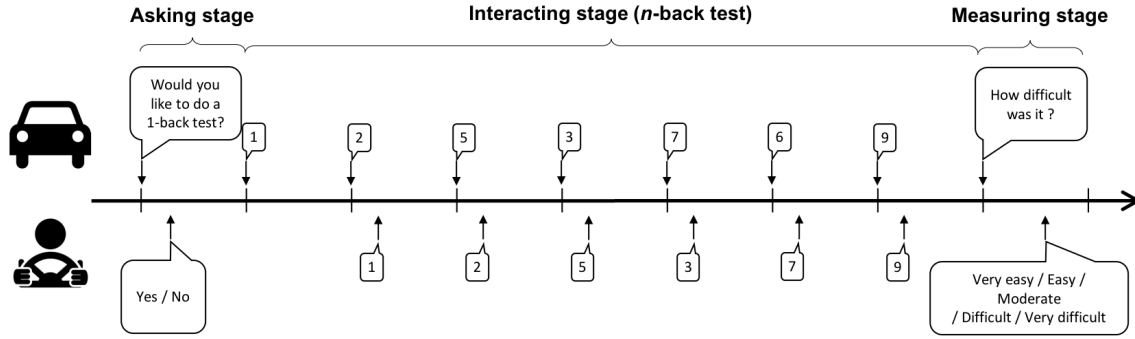 Asking stage
Interacting stage (n-back test)
Measuring stage
Would you
like to do a
1-back test?
1
2
5
3
7
6
9
How difficult
was it ?
Yes / No
1
2
5
3
7
9
Very easy / Easy /
Moderate
/ Difficult / Very difficult